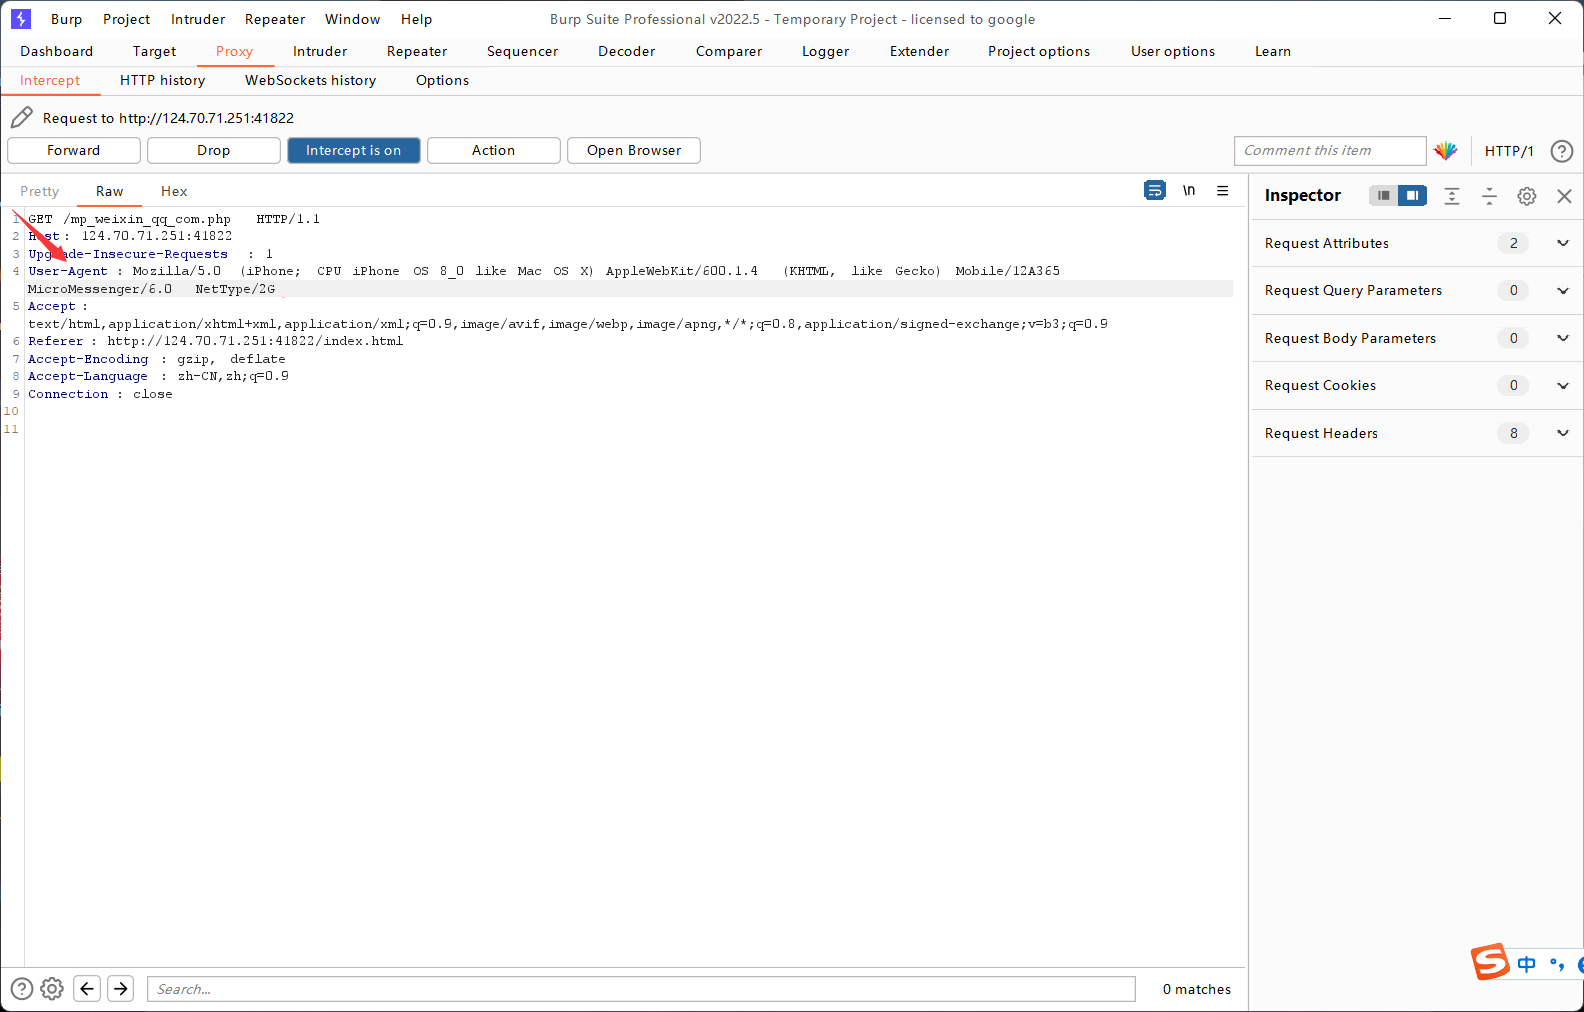 Burp Project Intruder Repeater Window Help Burp Suite Professional v2022.5 - Temporary Project - licensed to google
Dashboard Target Proxy Intruder Repeater Sequencer Decoder Comparer Logger Extender Project options User options Learn
Intercept HTTP history WebSockets history Options
Request to http://124.70.71.251:41822
Forward Drop Intercept is on Action Open Browser Comment this item HTTP/1 ?
Pretty Raw Hex \n Inspector
1 GET /mp_weixin_qq_com.php HTTP/1.1
2 Host : 124.70.71.251:41822
3 Upgrade-Insecure-Requests : 1
4 User-Agent : Mozilla/5.0 (iPhone; CPU iPhone OS 8_0 like Mac OS X) AppleWebKit/600.1.4 (KHTML, like Gecko) Mobile/12A365
MicroMessenger/6.0 NetType/2G
5 Accept :
text/html,application/xhtml+xml,application/xml;q=0.9,image/avif,image/webp,image/apng,*/*;q=0.8,application/signed-exchange;v=b3;q=0.9
6 Referer : http://124.70.71.251:41822/index.html
7 Accept-Encoding : gzip, deflate
8 Accept-Language : zh-CN,zh;q=0.9
9 Connection : close
10
11
Request Attributes 2
Request Query Parameters 0
Request Body Parameters 0
Request Cookies 0
Request Headers 8
S 中 °,
? Search... 0 matches